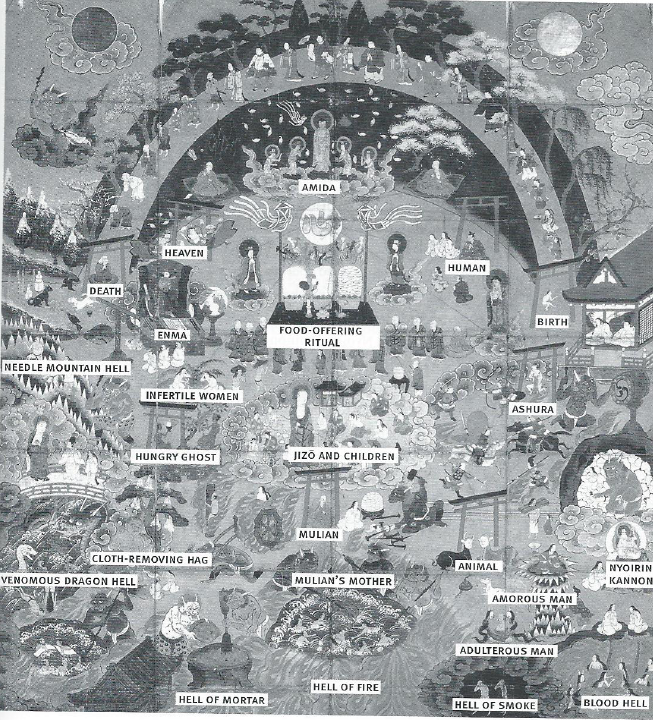 AMIDA
HEAVEN
HUMAN
DEATH
BIRTH
ENMA
FOOD-OFFERING
RITUAL
NEEDLE MOUNTAIN HELL
INFERTILE WOMEN
ASHURA
HUNGRY GHOST
JIZŌ AND CHILDREN
MULIAN
CLOTH-REMOVING HAG
ANIMAL
NYOIRIN
KANNON
VENOMOUS DRAGON HELL
MULIAN'S MOTHER
AMOROUS MAN
ADULTEROUS MAN
HELL OF FIRE
HELL OF MORTAR
HELL OF SMOKE
BLOOD HELL